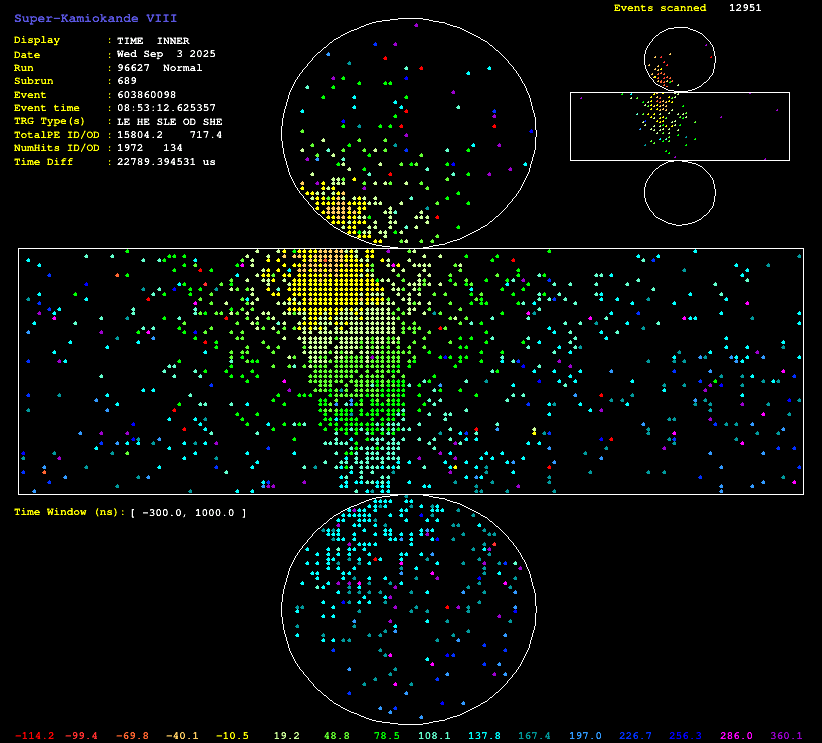 Super-Kamiokande VIII
Events scanned 12951
Display : TIME INNER
Date : Wed Sep 3 2025
Run : 96627 Normal
Subrun : 689
Event : 603860098
Event time : 08:53:12.625357
TRG Type(s) : LE HE SLE OD SHE
TotalPE ID/OD : 15804.2 717.4
NumHits ID/OD : 1972 134
Time Diff : 22789.394531 us
Time Window (ns): [ -300.0, 1000.0 ]
-114.2 -99.4 -69.8 -40.1 -10.5 19.2 48.8 78.5 108.1 137.8 167.4 197.0 226.7 256.3 286.0 360.1